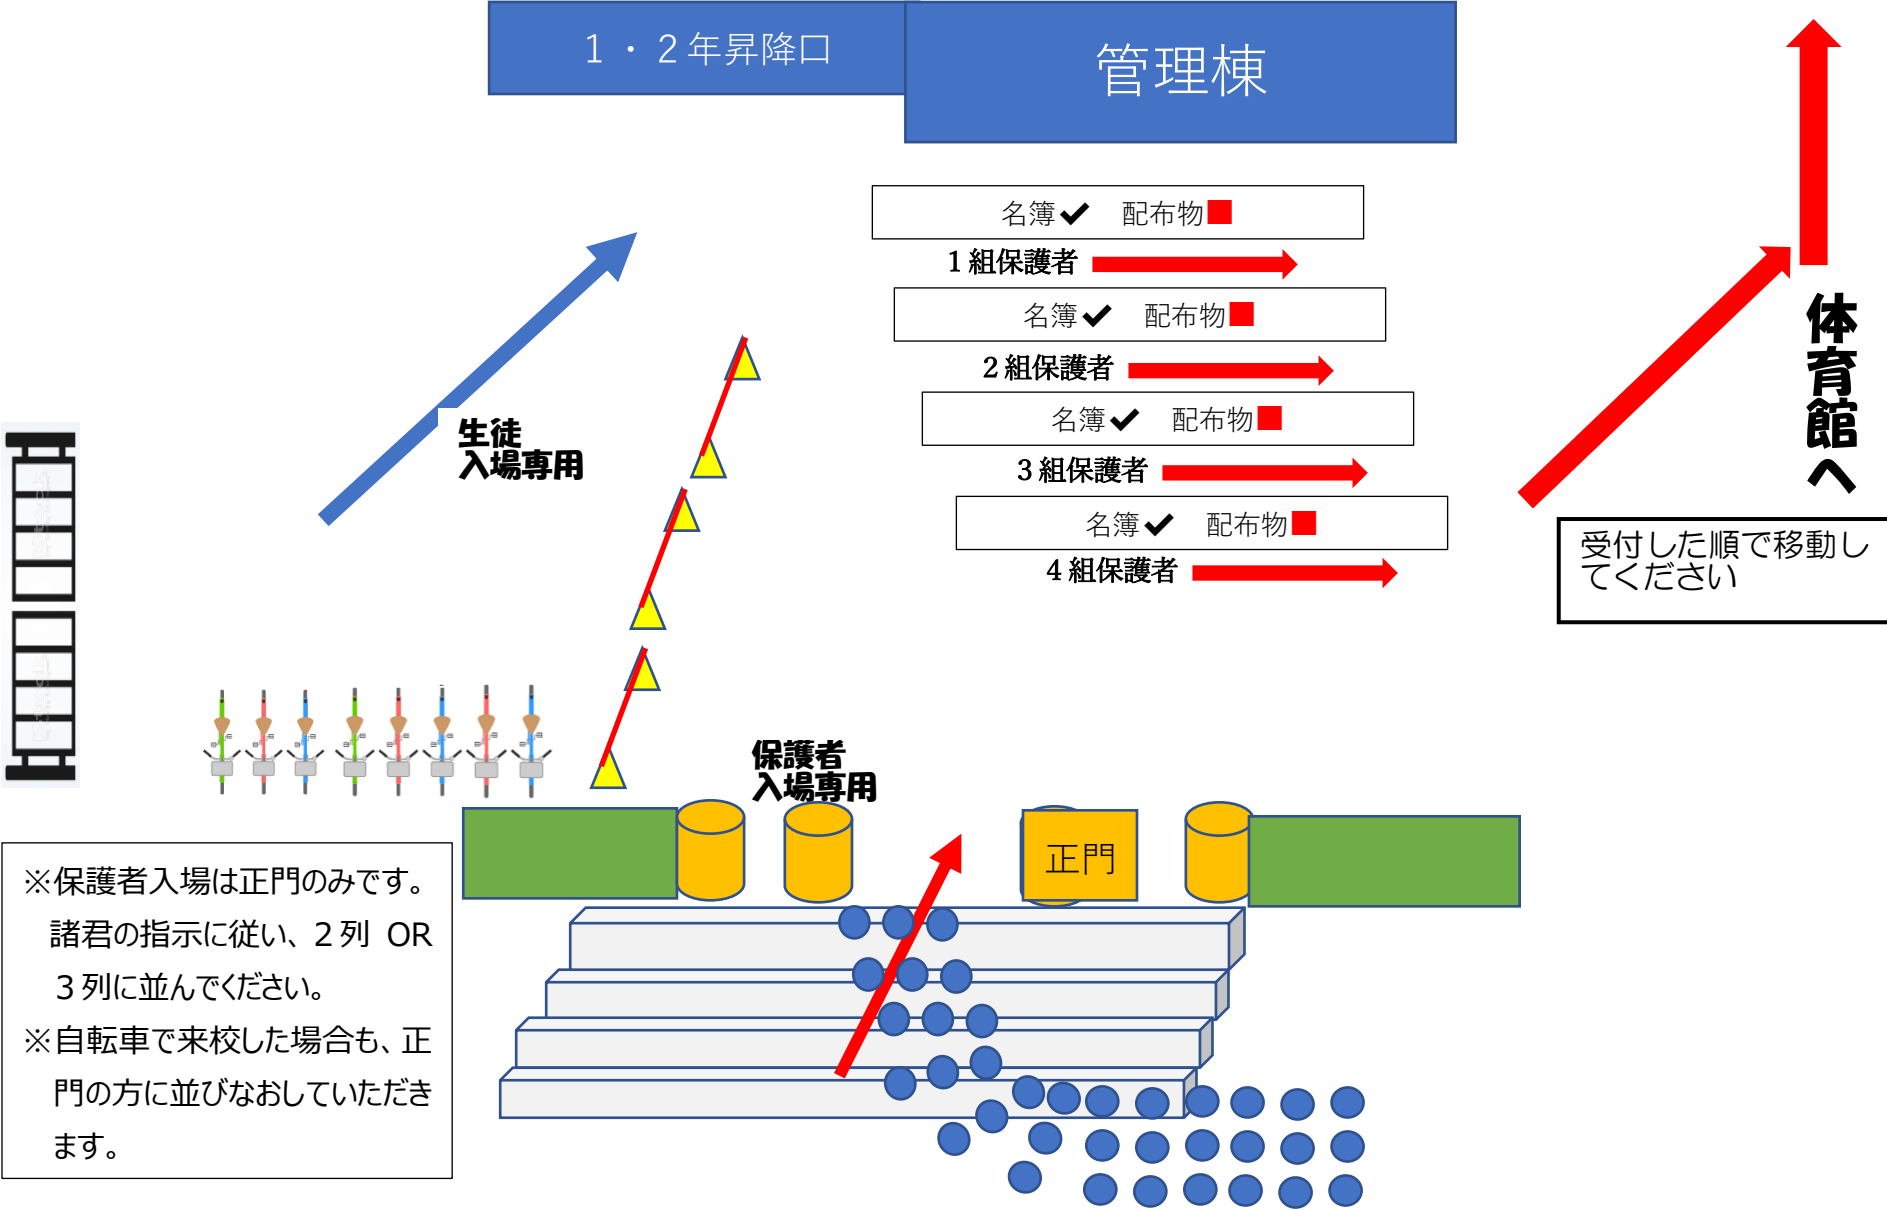 １・２年昇降口
管理棟
名簿✔ 配布物■
１組保護者
名簿✔ 配布物■
２組保護者
名簿✔ 配布物■
３組保護者
名簿✔ 配布物■
４組保護者
体育館へ
受付した順で移動し
てください
生徒
入場専用
保護者
入場専用
正門
※保護者入場は正門のみです。
諸君の指示に従い、２列 OR
３列に並んでください。
※自転車で来校した場合も、正
門の方に並びなおしていただき
ます。